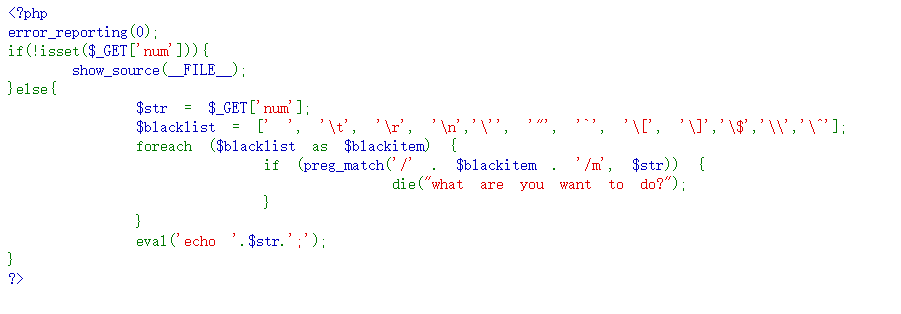 <?php
error_reporting(0);
if(!isset($_GET['num'])){
        show_source(__FILE__);
}else{
                $str = $_GET['num'];
                $blacklist = [' ', '\t', '\r', '\n','\'', '"', '`', '\[', '\]','\$','\\','\^'];
                foreach ($blacklist as $blackitem) {
                                if (preg_match('/' . $blackitem . '/m', $str)) {
                                                die("what are you want to do?");
                                }
                }
                eval('echo '.$str.';');
}
?>